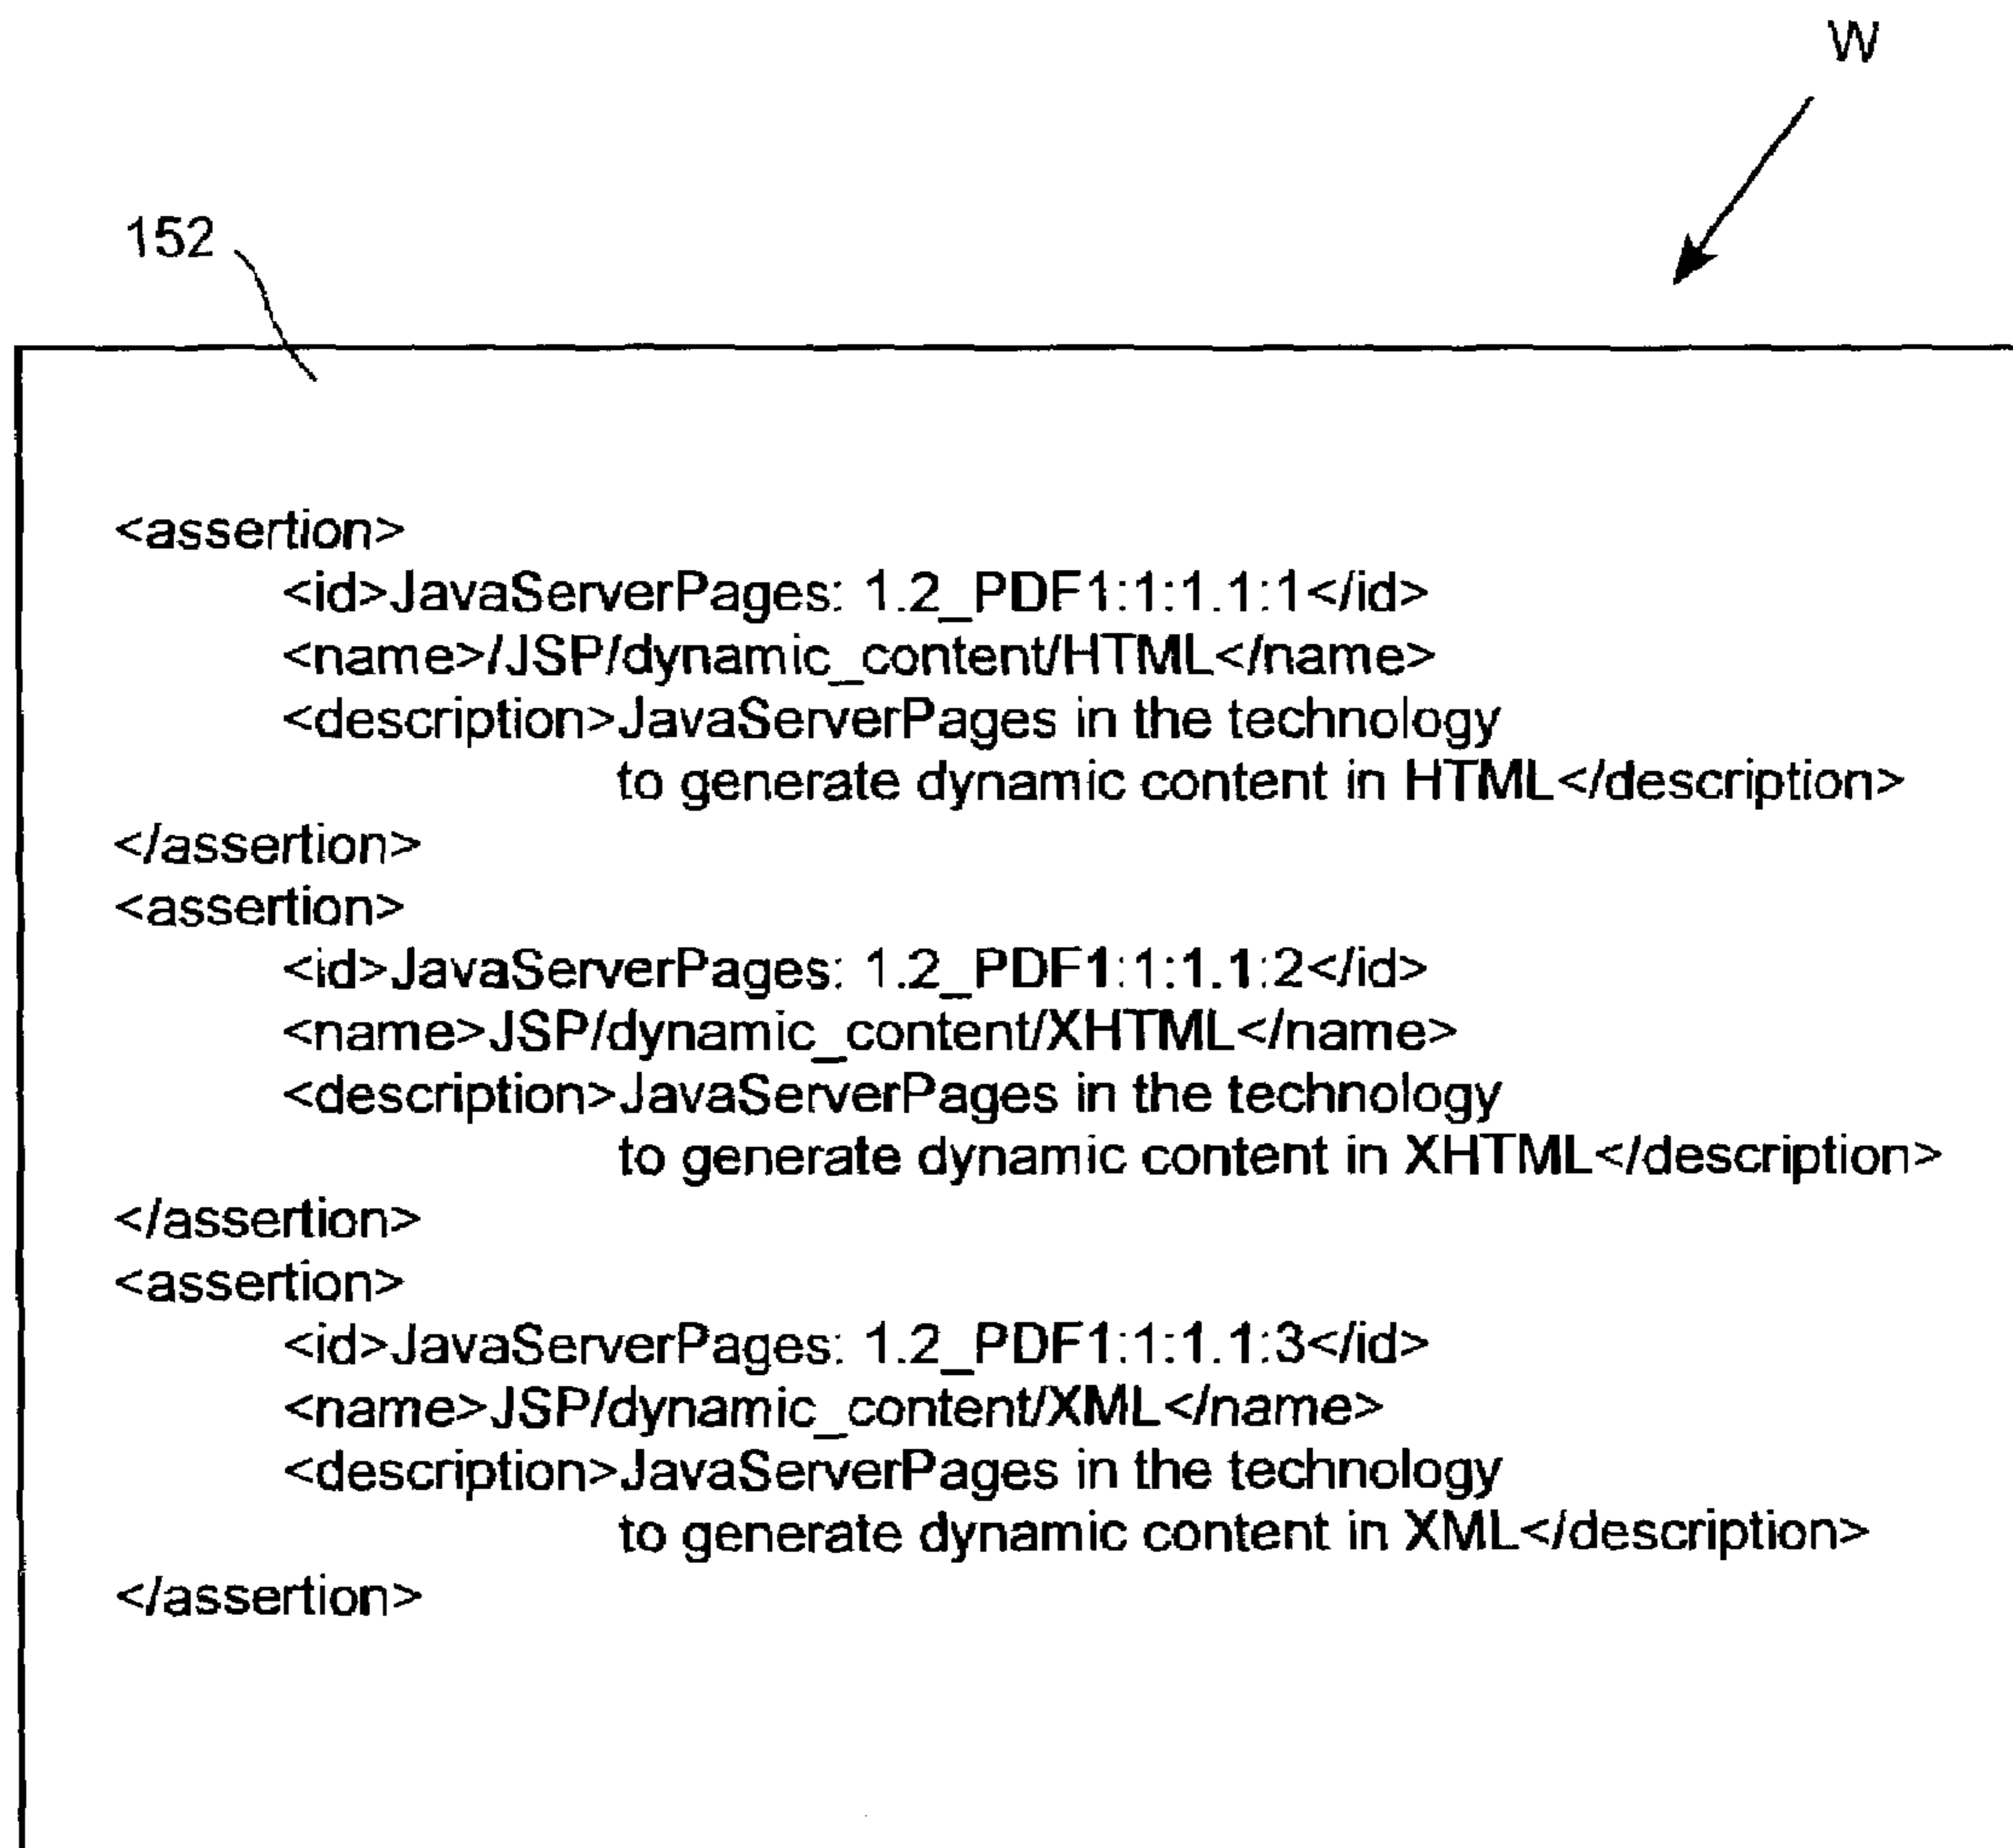 W
152
<assertion>
<id>JavaServerPages: 1.2_PDF1:1:1.1:1</id>
<name>/JSP/dynamic_content/HTML</name>
<description>JavaServerPages in the technology
to generate dynamic content in HTML</description>
</assertion>
<assertion>
<id>JavaServerPages: 1.2_PDF1:1:1.1:2</id>
<name>JSP/dynamic_content/XHTML</name>
<description>JavaServerPages in the technology
to generate dynamic content in XHTML</description>
</assertion>
<assertion>
<id>JavaServerPages: 1.2_PDF1:1:1.1:3</id>
<name>JSP/dynamic_content/XML</name>
<description>JavaServerPages in the technology
to generate dynamic content in XML</description>
</assertion>